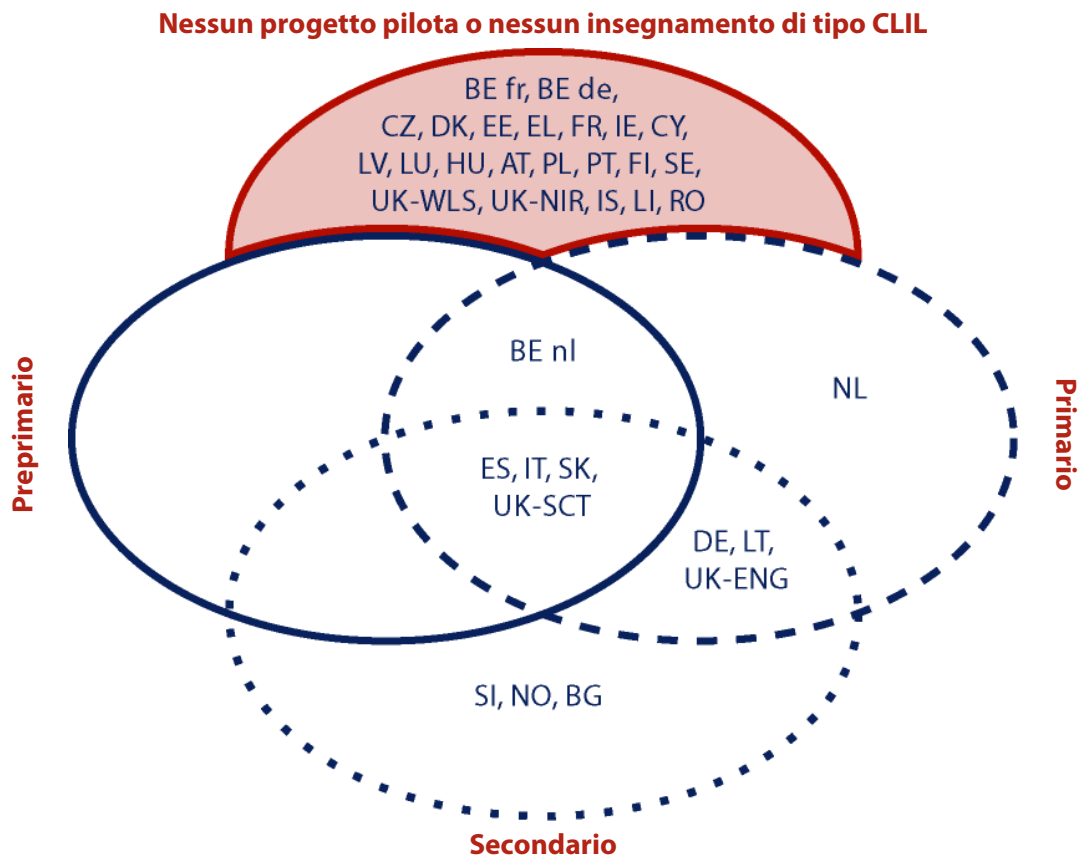 Nessun progetto pilota o nessun insegnamento di tipo CLIL
BE fr, BE de,
CZ, DK, EE, EL, FR, IE, CY,
LV, LU, HU, AT, PL, PT, FI, SE,
UK-WLS, UK-NIR, IS, LI, RO
Preprimario
BE nl
NL
Primario
ES, IT, SK,
UK-SCT
DE, LT,
UK-ENG
SI, NO, BG
Secondario